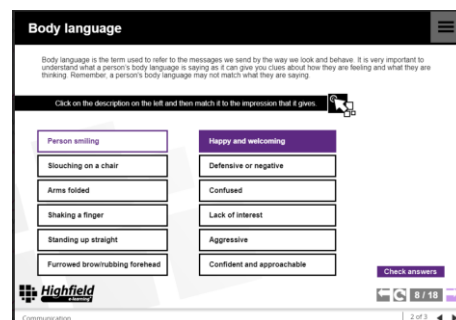 Body language
Body language is the term used to refer to the messages we send by the way we look and behave. It is very important to
understand what a person's body language is saying as it can give you clues about how they are feeling and what they are
thinking. Remember, a person's body language may not match what they are saying.
Click on the description on the left and then match it to the impression that it gives.
Person smiling
Happy and welcoming
Slouching on a chair
Defensive or negative
Arms folded
Confused
Shaking a finger
Lack of interest
Standing up straight
Aggressive
Furrowed brow/rubbing forehead
Confident and approachable
Check answers
Highfield
e-learning
8 / 18
Communication
2 of 3